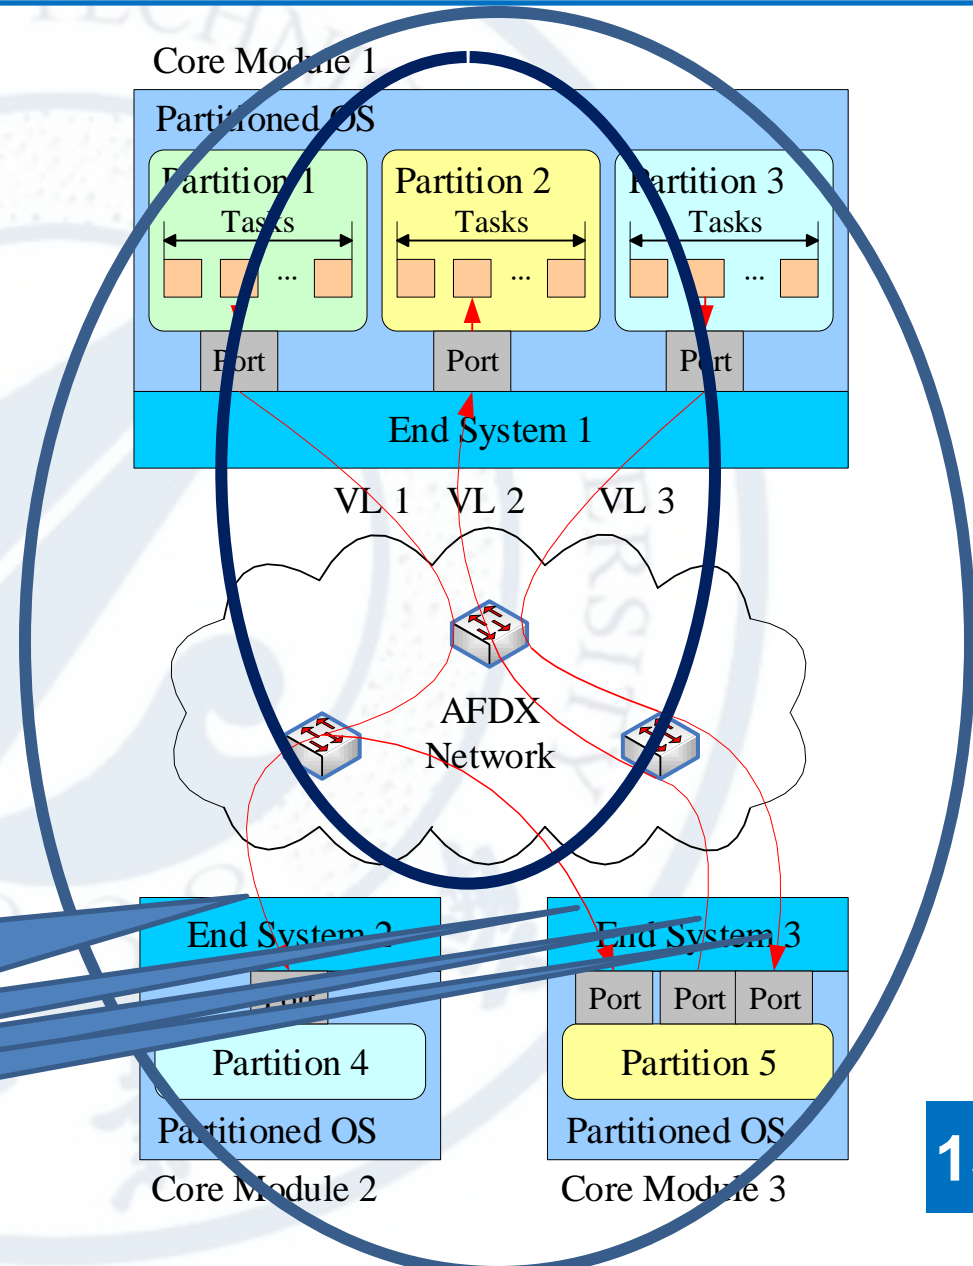 Core Module 1
Partitioned OS
Partition 1
Partition 2
Partition 3
Tasks
Tasks
Tasks
...
...
...
Port
Port
Port
End System 1
VL 1
VL 2
VL 3
AFDX
Network
End System 2
End System 3
Port
Port
Port
Port
Partition 4
Partition 5
Partitioned OS
Partitioned OS
Core Module 2
Core Module 3